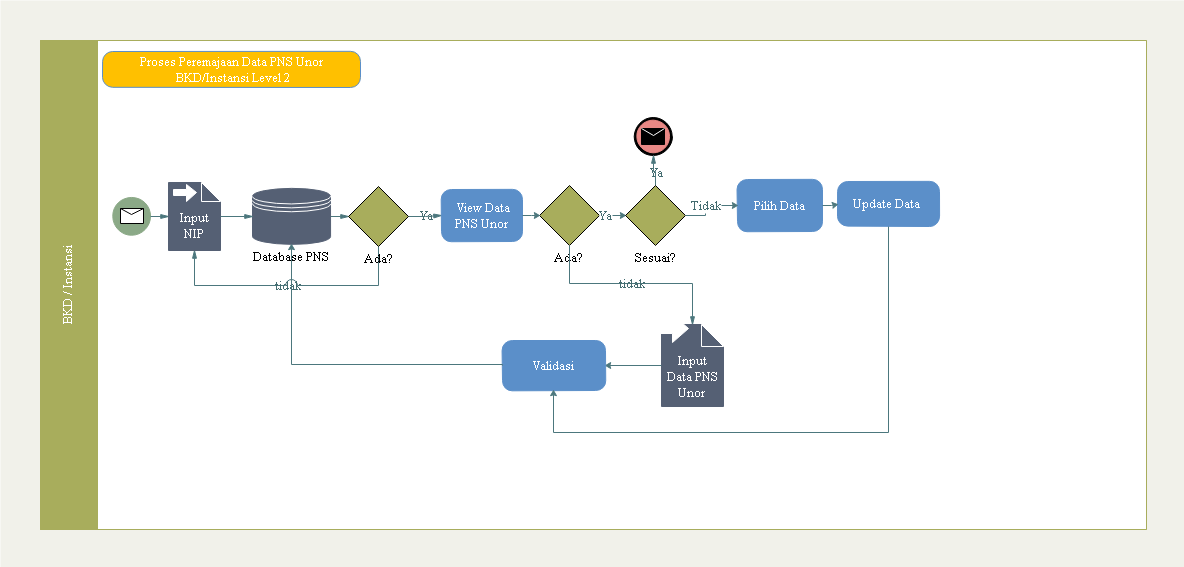 Proses Peremajaan Data PNS Unor
BKD/Instansi Level 2
BKD / Instansi
Input
NIP
Database PNS
Ada?
tidak
Ya
View Data
PNS Unor
Ada?
Ya
tidak
Sesuai?
Ya
Tidak
Pilih Data
Update Data
Input
Data PNS
Unor
Validasi